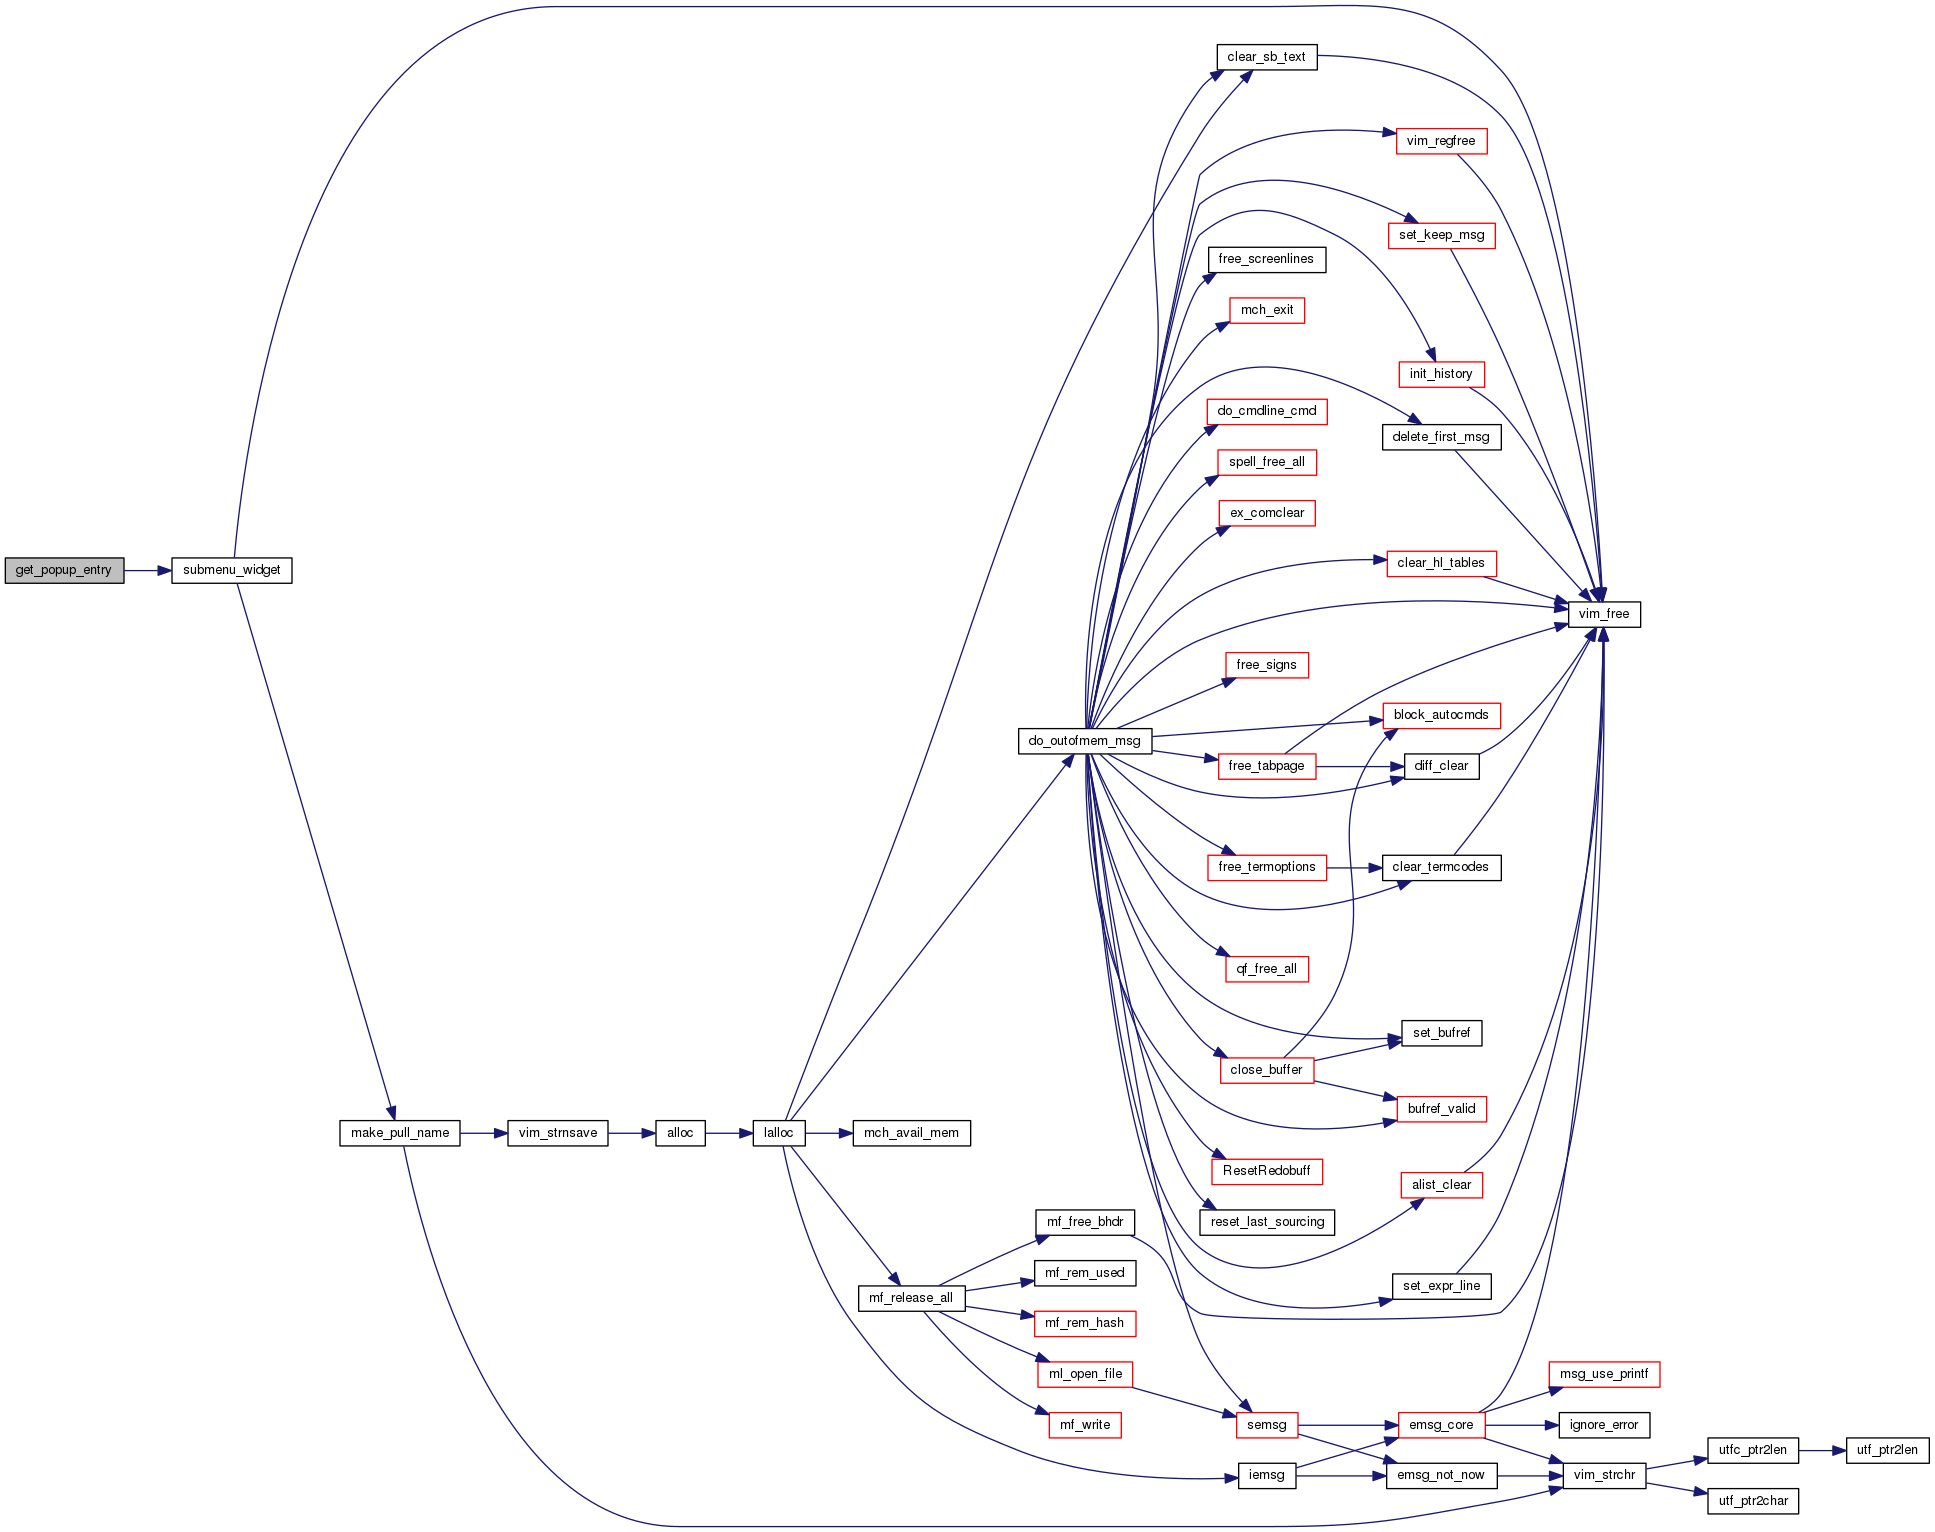 clear_sb_text
vim_regfree
set_keep_msg
free_screenlines
mch_exit
init_history
do_cmdline_cmd
delete_first_msg
spell_free_all
ex_comclear
clear_hl_tables
get_popup_entry
submenu_widget
vim_free
free_signs
block_autocmds
do_outofmem_msg
free_tabpage
diff_clear
free_termoptions
clear_termcodes
qf_free_all
set_bufref
close_buffer
bufref_valid
make_pull_name
vim_strnsave
alloc
lalloc
mch_avail_mem
ResetRedobuff
alist_clear
mf_free_bhdr
reset_last_sourcing
mf_rem_used
set_expr_line
mf_release_all
mf_rem_hash
ml_open_file
msg_use_printf
mf_write
semsg
emsg_core
ignore_error
utfc_ptr2len
utf_ptr2len
iemsg
emsg_not_now
vim_strchr
utf_ptr2char